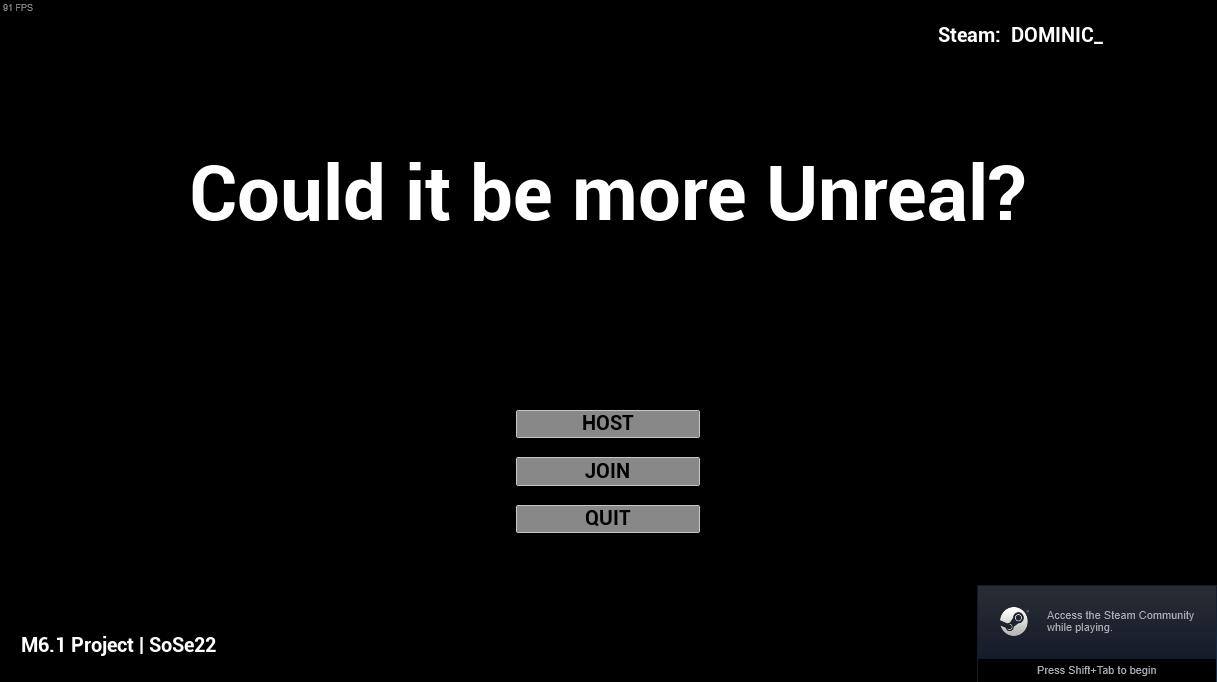 91 FPS
Steam: DOMINIC_
Could it be more Unreal?
HOST
JOIN
QUIT
Access the Steam Community
while playing.
Press Shift+Tab to begin
M6.1 Project | SoSe22